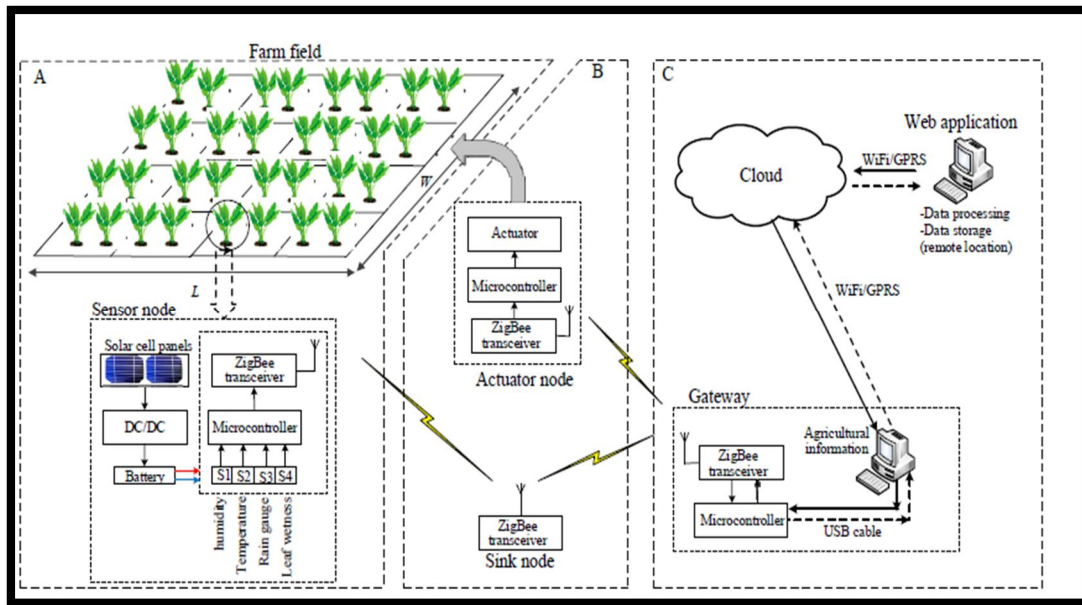 Farm field
A
W
L
Sensor node
Solar cell panels
DC/DC
Battery
ZigBee
transceiver
Microcontroller
S1 S2 S3 S4
humidity
Temperature
Rain gauge
Leaf wetness
B
Actuator
Microcontroller
ZigBee
transceiver
Actuator node
ZigBee
transceiver
Sink node
C
Cloud
Web application
WiFi/GPRS
-Data processing
-Data storage
(remote location)
WiFi/GPRS
Gateway
Agricultural
information
ZigBee
transceiver
Microcontroller
USB cable